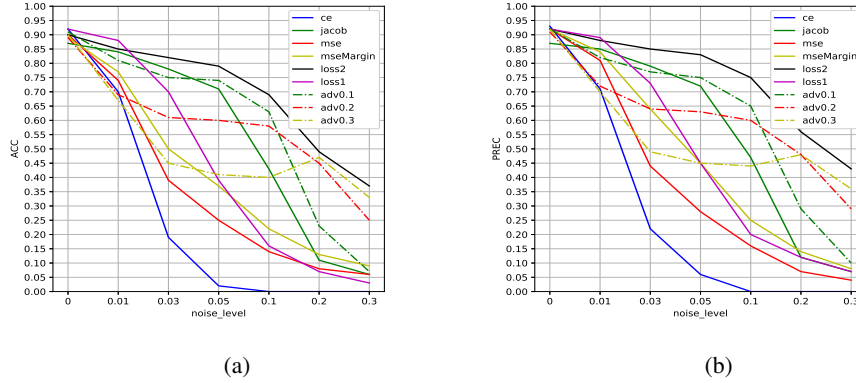 1.00
0.95
0.90
0.85
0.80
0.75
0.70
0.65
0.60
0.55
0.50
0.45
0.40
0.35
0.30
0.25
0.20
0.15
0.10
0.05
0.00
ACC
0 0.01 0.03 0.05 0.1 0.2 0.3
noise_level
ce
jacob
mse
mseMargin
loss2
loss1
adv0.1
adv0.2
adv0.3
(a)
1.00
0.95
0.90
0.85
0.80
0.75
0.70
0.65
0.60
0.55
0.50
0.45
0.40
0.35
0.30
0.25
0.20
0.15
0.10
0.05
0.00
PREC
0 0.01 0.03 0.05 0.1 0.2 0.3
noise_level
ce
jacob
mse
mseMargin
loss2
loss1
adv0.1
adv0.2
adv0.3
(b)